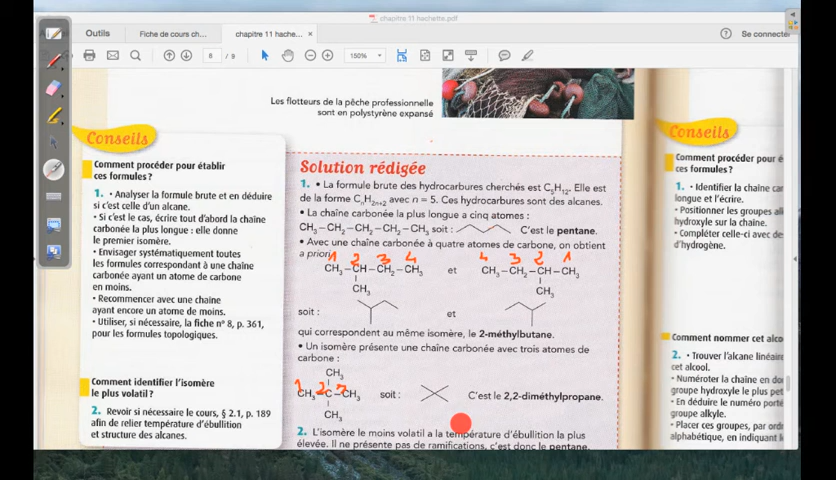 chapitre 11 hachette.pdf
Outils
Fiche de cours ch...
chapitre 11 hache...
×
Se connecter
8 / 9
150%
Les flotteurs de la pêche professionnelle
sont en polystyrène expansé
Conseils
Comment procéder pour établir
ces formules ?
1. • Analyser la formule brute et en déduire
si c'est celle d'un alcane.
• Si c'est le cas, écrire tout d'abord la chaîne
carbonée la plus longue : elle donne
le premier isomère.
• Envisager systématiquement toutes
les formules correspondant à une chaîne
carbonée ayant un atome de carbone
en moins.
• Recommencer avec une chaîne
ayant encore un atome de moins.
• Utiliser, si nécessaire, la fiche n° 8, p. 361,
pour les formules topologiques.
Comment identifier l'isomère
le plus volatil ?
2. Revoir si nécessaire le cours, § 2.1, p. 189
afin de relier température d'ébullition
et structure des alcanes.
Solution rédigée
1. • La formule brute des hydrocarbures cherchés est C₅H₁₂. Elle est
de la forme CₙH₂ₙ₊₂ avec n = 5. Ces hydrocarbures sont des alcanes.
• La chaîne carbonée la plus longue a cinq atomes :
CH₃–CH₂–CH₂–CH₂–CH₃ soit : C'est le pentane.
• Avec une chaîne carbonée à quatre atomes de carbone, on obtient
a priori
1 2 3 4 4 3 2 1
CH₃–CH–CH₂–CH₃ et CH₃–CH₂–CH–CH₃
CH₃ CH₃
soit : et
qui correspondent au même isomère, le 2-méthylbutane.
• Un isomère présente une chaîne carbonée avec trois atomes de
carbone :
CH₃
1 2 3
CH₃–C–CH₃ soit : C'est le 2,2-diméthylpropane.
CH₃
2. L'isomère le moins volatil a la température d'ébullition la plus
élevée. Il ne présente pas de ramifications, c'est donc le pentane.
Conseils
Comment procéder pour é
ces formules ?
1. • Identifier la chaîne car
longue et l'écrire.
• Positionner les groupes al
hydroxyle sur la chaîne.
• Compléter celle-ci avec de
d'hydrogène.
Comment nommer cet alco
2. • Trouver l'alcane linéaire
cet alcool.
• Numéroter la chaîne en do
groupe hydroxyle le plus pet
• En déduire le numéro porté
groupe alkyle.
• Placer ces groupes, par ord
alphabétique, en indiquant l